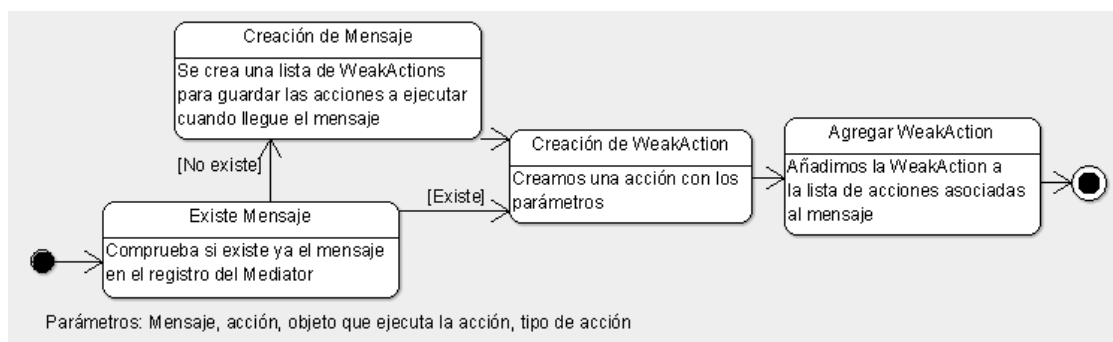 Creación de Mensaje
Se crea una lista de WeakActions
para guardar las acciones a ejecutar
cuando llegue el mensaje
[No existe]
Existe Mensaje
Comprueba si existe ya el mensaje
en el registro del Mediator
[Existe]
Creación de WeakAction
Creamos una acción con los
parámetros
Agregar WeakAction
Añadimos la WeakAction a
la lista de acciones asociadas
al mensaje
Parámetros: Mensaje, acción, objeto que ejecuta la acción, tipo de acción